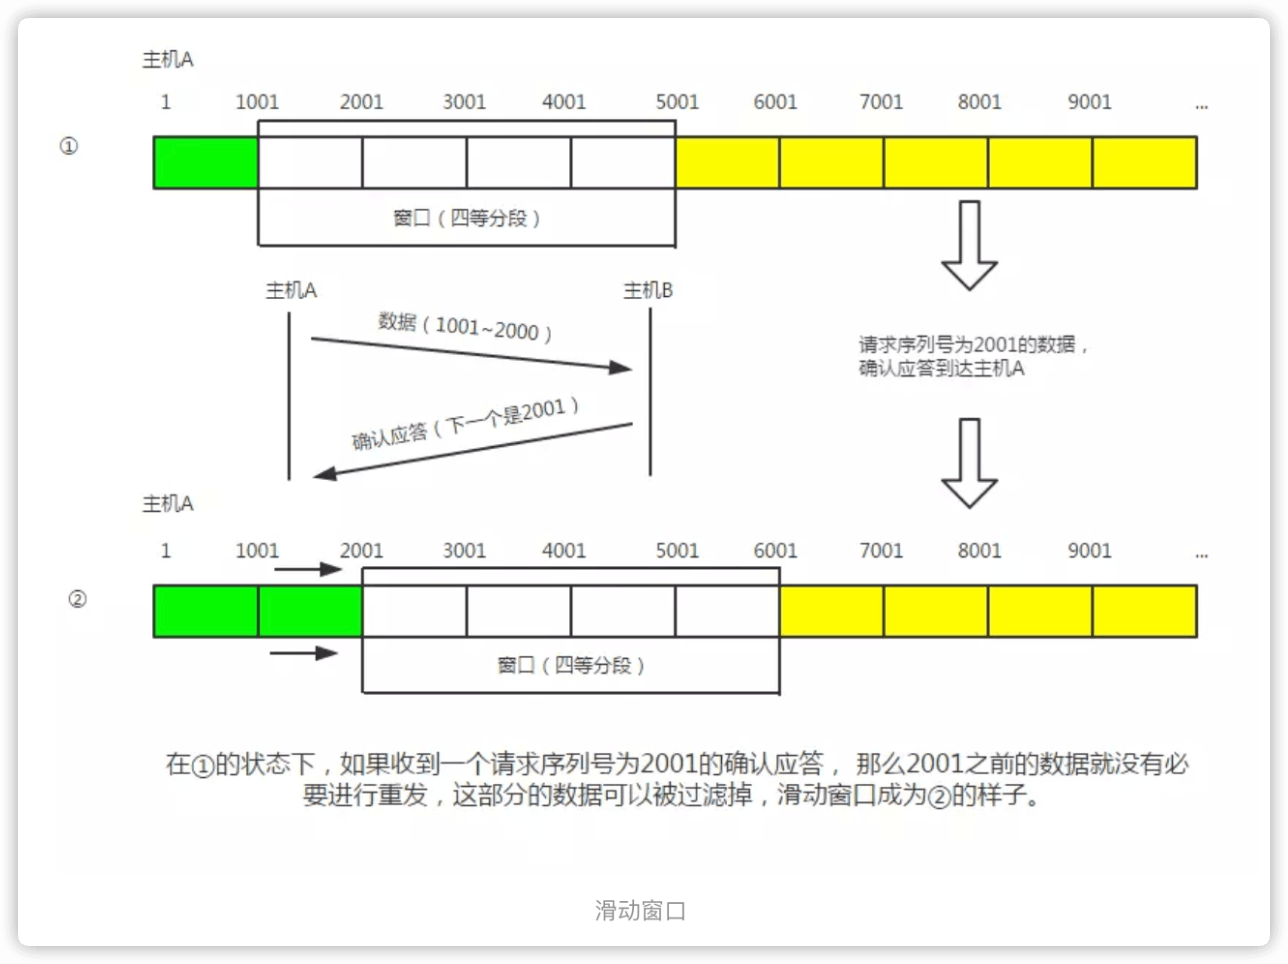 主机A
1 1001 2001 3001 4001 5001 6001 7001 8001 9001 ...
①
窗口（四等分段）
主机A 主机B
数据（1001~2000）
请求序列号为2001的数据，
确认应答到达主机A
确认应答（下一个是2001）
主机A
1 1001 2001 3001 4001 5001 6001 7001 8001 9001 ...
②
窗口（四等分段）
在①的状态下，如果收到一个请求序列号为2001的确认应答， 那么2001之前的数据就没有必
要进行重发，这部分的数据可以被过滤掉，滑动窗口成为②的样子。
滑动窗口